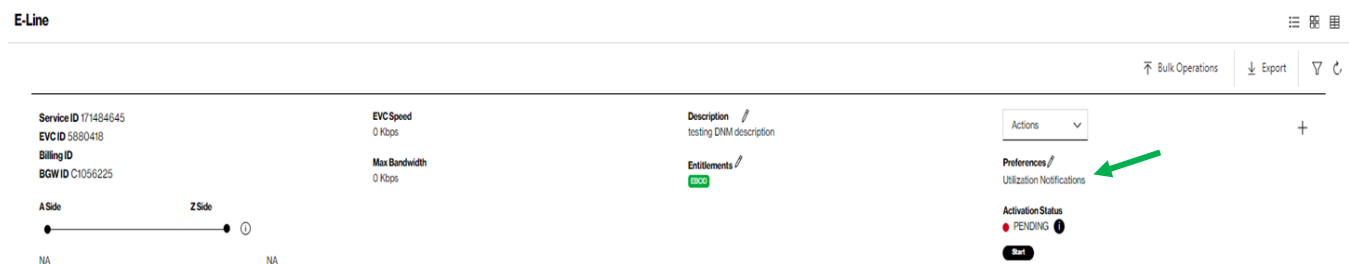 E-Line
Bulk Operations
Export
Service ID 171484645
EVC ID 5880418
Billing ID
BGW ID C1056225
A Side
Z Side
NA
NA
EVC Speed
0 Kbps
Max Bandwidth
0 Kbps
Description
testing DNM description
Entitlements
EBOD
Actions
Preferences
Utilization Notifications
Activation Status
PENDING
Start